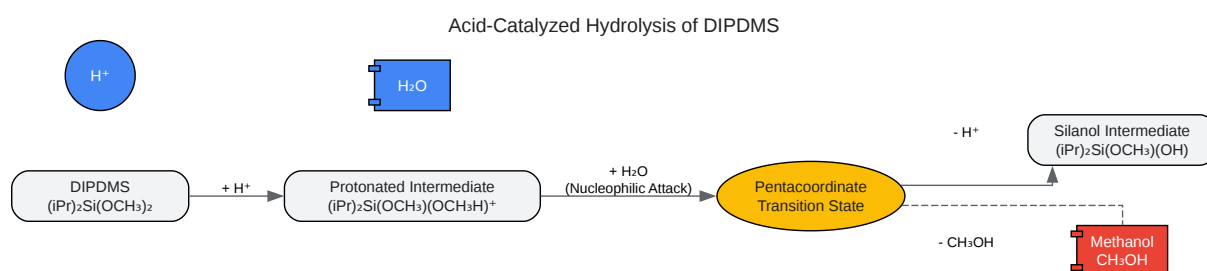 Acid-Catalyzed Hydrolysis of DIPDMS
H⁺
H₂O
- H⁺
Silanol Intermediate
(iPr)₂Si(OCH₃)(OH)
DIPDMS
(iPr)₂Si(OCH₃)₂
+ H⁺
Protonated Intermediate
(iPr)₂Si(OCH₃)(OCH₃H)⁺
+ H₂O
(Nucleophilic Attack)
Pentacoordinate
Transition State
- CH₃OH
Methanol
CH₃OH